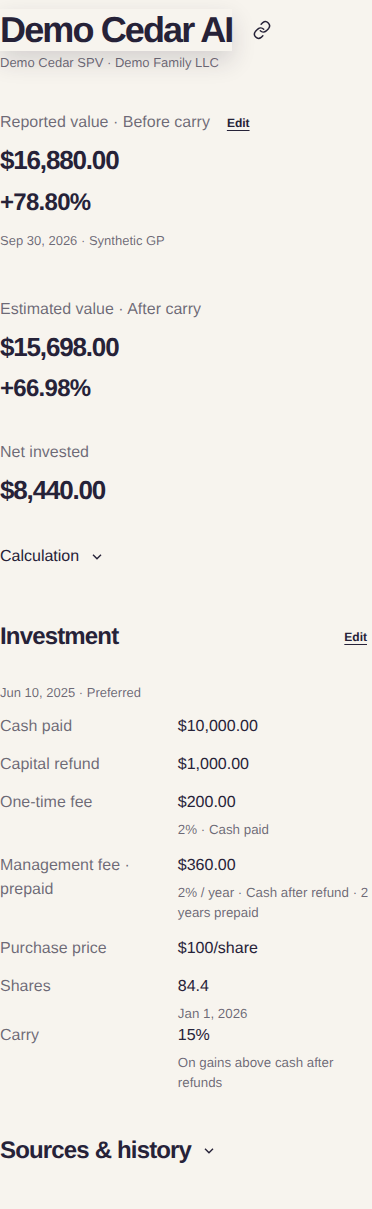 Demo Cedar AI
Demo Cedar SPV · Demo Family LLC
Reported value · Before carry Edit
$16,880.00
+78.80%
Sep 30, 2026 · Synthetic GP
Estimated value · After carry
$15,698.00
+66.98%
Net invested
$8,440.00
Calculation
Investment Edit
Jun 10, 2025 · Preferred
Cash paid $10,000.00
Capital refund $1,000.00
One-time fee $200.00
2% · Cash paid
Management fee · $360.00
prepaid 2% / year · Cash after refund · 2
years prepaid
Purchase price $100/share
Shares 84.4
Jan 1, 2026
Carry 15%
On gains above cash after
refunds
Sources & history